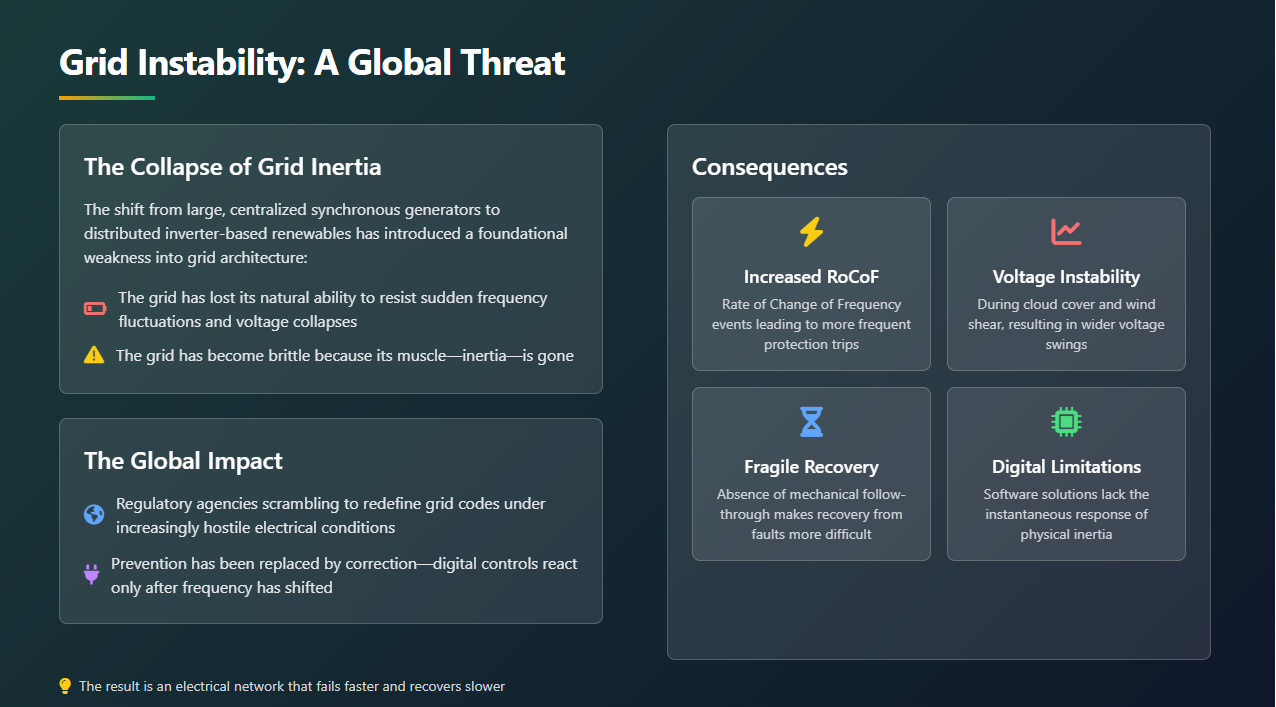 Grid Instability: A Global Threat
The Collapse of Grid Inertia
The shift from large, centralized synchronous generators to
distributed inverter-based renewables has introduced a foundational
weakness into grid architecture:
The grid has lost its natural ability to resist sudden frequency
fluctuations and voltage collapses
The grid has become brittle because its muscle—inertia—is gone
The Global Impact
Regulatory agencies scrambling to redefine grid codes under
increasingly hostile electrical conditions
Prevention has been replaced by correction—digital controls react
only after frequency has shifted
Consequences
Increased RoCoF
Rate of Change of Frequency
events leading to more frequent
protection trips
Voltage Instability
During cloud cover and wind
shear, resulting in wider voltage
swings
Fragile Recovery
Absence of mechanical follow-
through makes recovery from
faults more difficult
Digital Limitations
Software solutions lack the
instantaneous response of
physical inertia
The result is an electrical network that fails faster and recovers slower